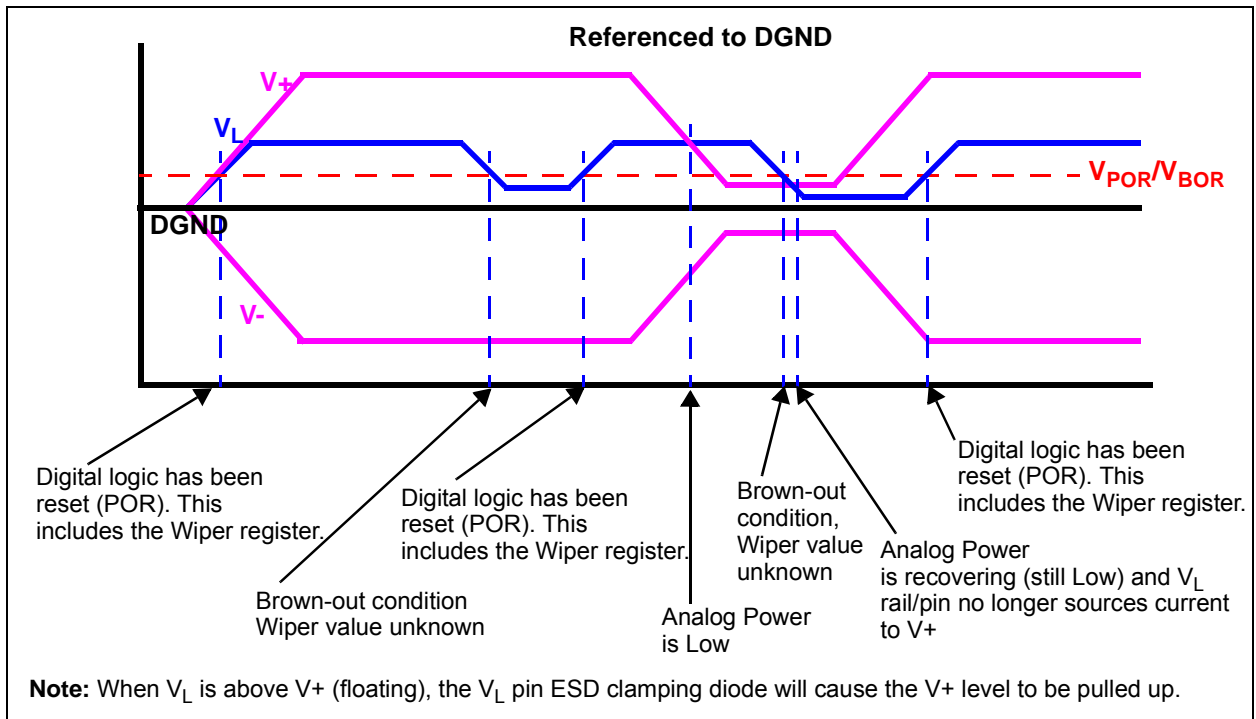 Referenced to DGND
V+
VL
VPOR/VBOR
DGND
V-
Digital logic has been
reset (POR). This
includes the Wiper register.
Brown-out condition
Wiper value unknown
Digital logic has been
reset (POR). This
includes the Wiper register.
Analog Power
is Low
Brown-out
condition,
Wiper value
unknown
Analog Power
is recovering (still Low) and VL
rail/pin no longer sources current
to V+
Digital logic has been
reset (POR). This
includes the Wiper register.
Note: When VL is above V+ (floating), the VL pin ESD clamping diode will cause the V+ level to be pulled up.